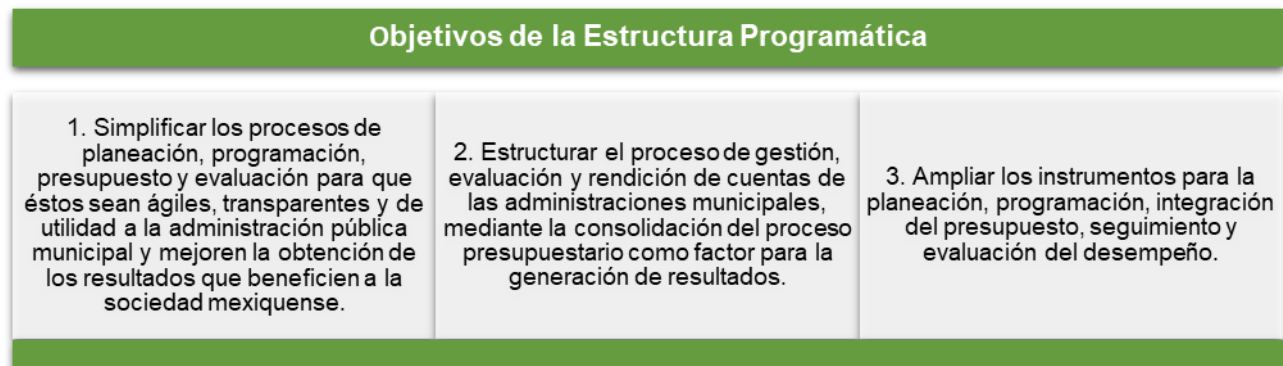 Objetivos de la Estructura Programática
1. Simplificar los procesos de
planeación, programación,
presupuesto y evaluación para que
éstos sean ágiles, transparentes y de
utilidad a la administración pública
municipal y mejoren la obtención de
los resultados que beneficien a la
sociedad mexiquense.
2. Estructurar el proceso de gestión,
evaluación y rendición de cuentas de
las administraciones municipales,
mediante la consolidación del proceso
presupuestario como factor para la
generación de resultados.
3. Ampliar los instrumentos para la
planeación, programación, integración
del presupuesto, seguimiento y
evaluación del desempeño.